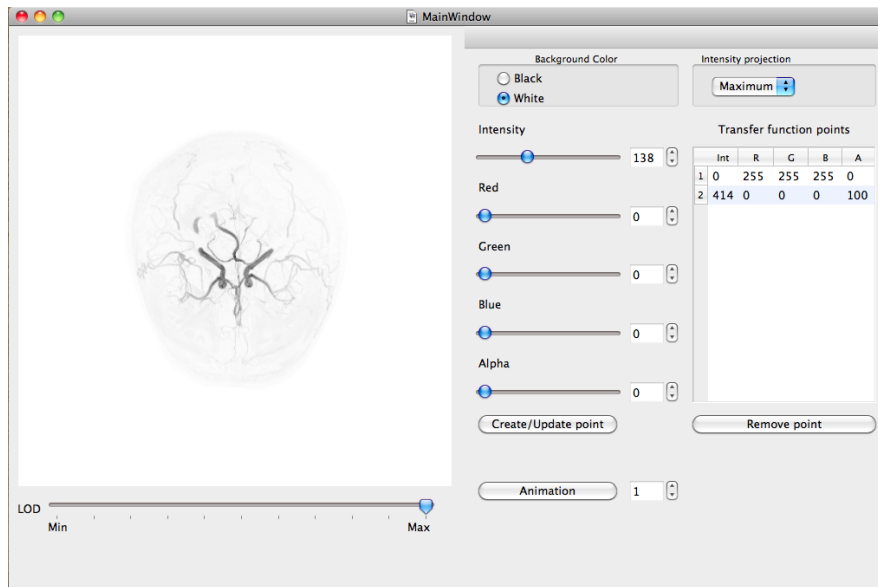 MainWindow
Background Color
Black
White
Intensity projection
Maximum
Intensity
138
Red
0
Green
0
Blue
0
Alpha
0
Transfer function points
Int R G B A
1 0 255 255 255 0
2 414 0 0 0 100
Create/Update point
Remove point
Animation
1
LOD
Min Max